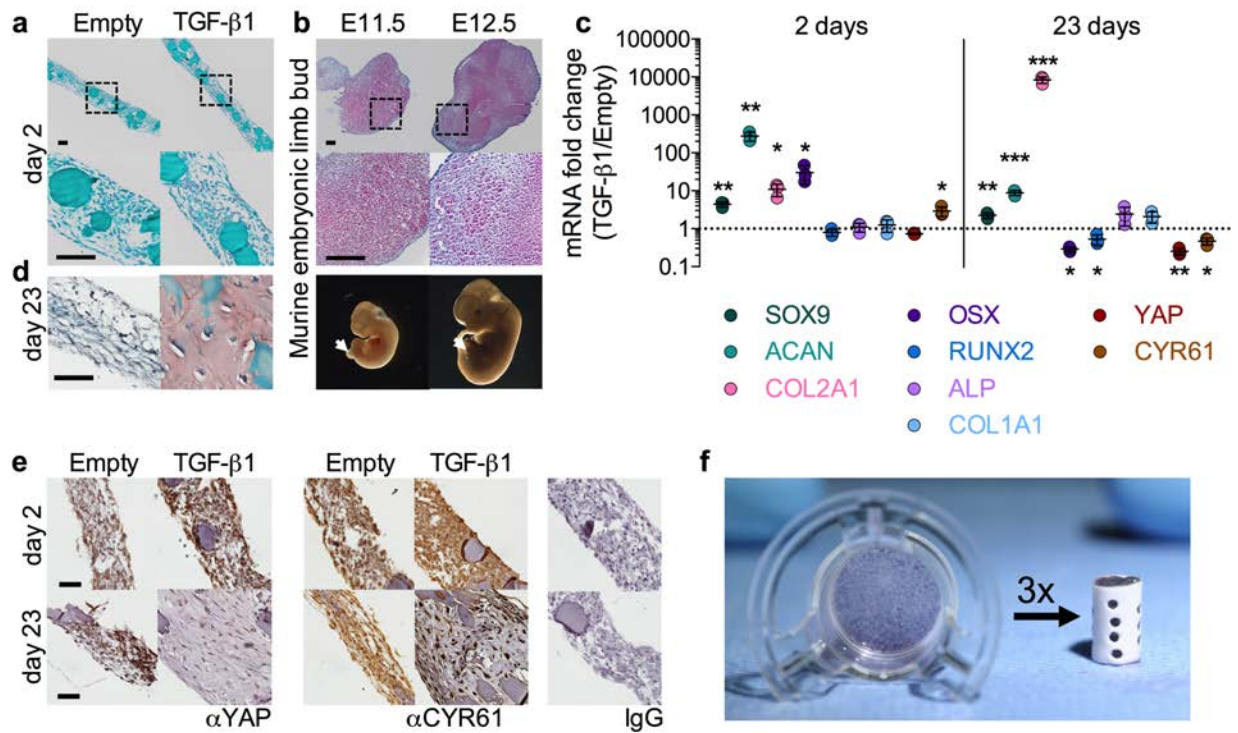 a
Empty
TGF-β1
day 2
d
day 23
b
E11.5
E12.5
Murine embryonic limb bud
c
2 days
23 days
mRNA fold change
(TGF-β1/Empty)
100000
10000
1000
100
10
1
0.1
**
**
*
*
*
**
***
***
*
*
**
*
SOX9
OSX
YAP
ACAN
RUNX2
CYR61
COL2A1
ALP
COL1A1
e
Empty
TGF-β1
Empty
TGF-β1
day 2
day 23
αYAP
αCYR61
IgG
f
3x